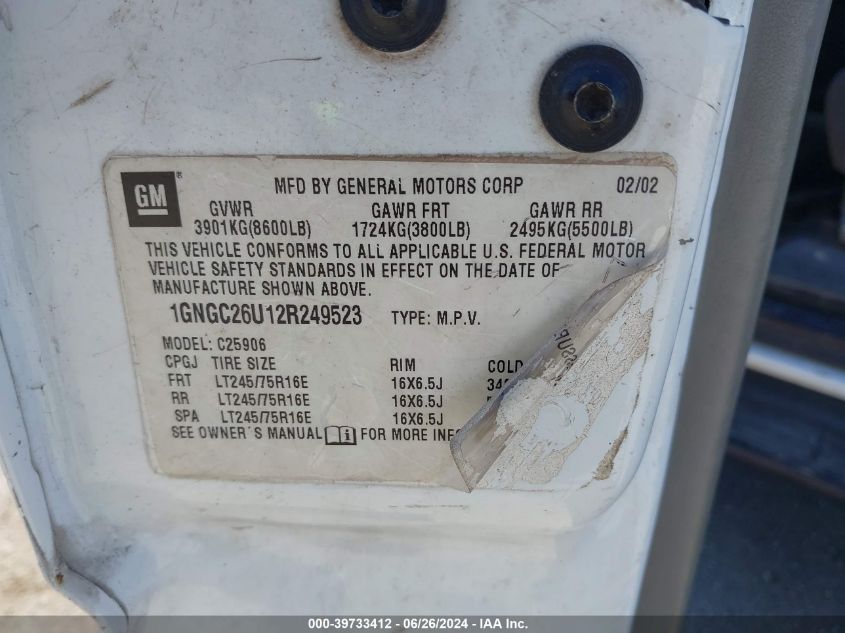 GM ®
MFD BY GENERAL MOTORS CORP 02/02
GVWR GAWR FRT GAWR RR
3901KG(8600LB) 1724KG(3800LB) 2495KG(5500LB)
THIS VEHICLE CONFORMS TO ALL APPLICABLE U.S. FEDERAL MOTOR
VEHICLE SAFETY STANDARDS IN EFFECT ON THE DATE OF
MANUFACTURE SHOWN ABOVE.
1GNGC26U12R249523 TYPE: M.P.V.
MODEL: C25906
CPGJ TIRE SIZE RIM COLD
FRT LT245/75R16E 16X6.5J
RR LT245/75R16E 16X6.5J
SPA LT245/75R16E 16X6.5J
SEE OWNER'S MANUAL FOR MORE
000-39733412 - 06/26/2024 - IAA Inc.